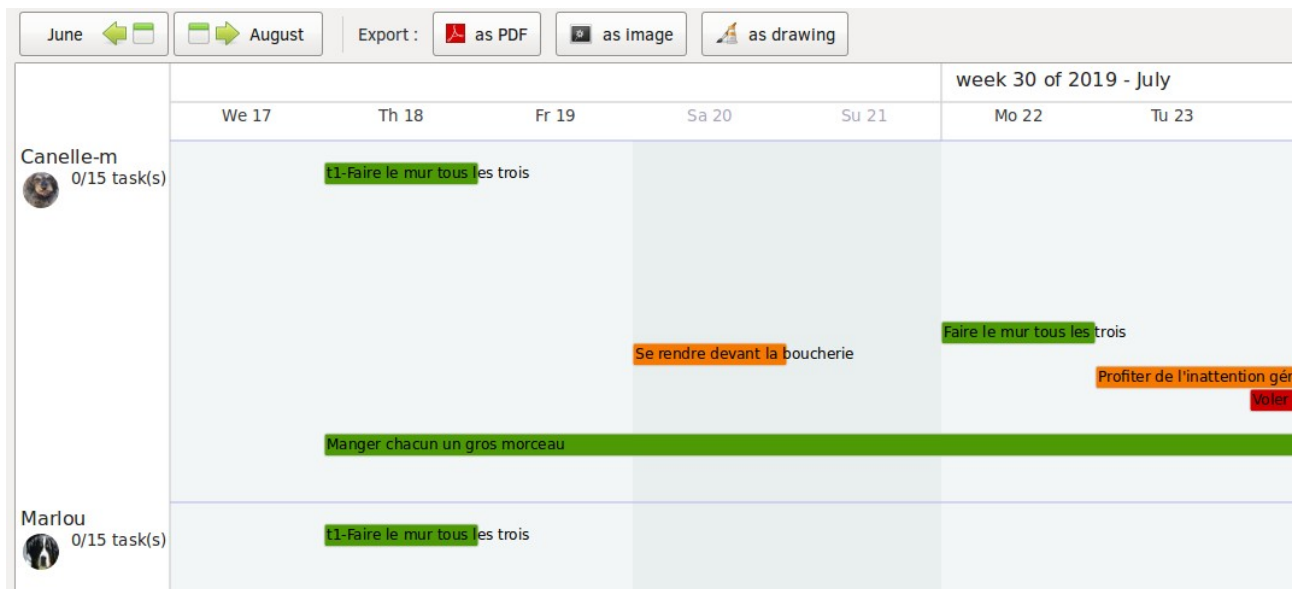 June
August
Export :
as PDF
as image
as drawing
week 30 of 2019 - July
We 17
Th 18
Fr 19
Sa 20
Su 21
Mo 22
Tu 23
Canelle-m
0/15 task(s)
t1-Faire le mur tous les trois
Faire le mur tous les trois
Se rendre devant la boucherie
Profiter de l'inattention gér
Voler
Manger chacun un gros morceau
Marlou
0/15 task(s)
t1-Faire le mur tous les trois